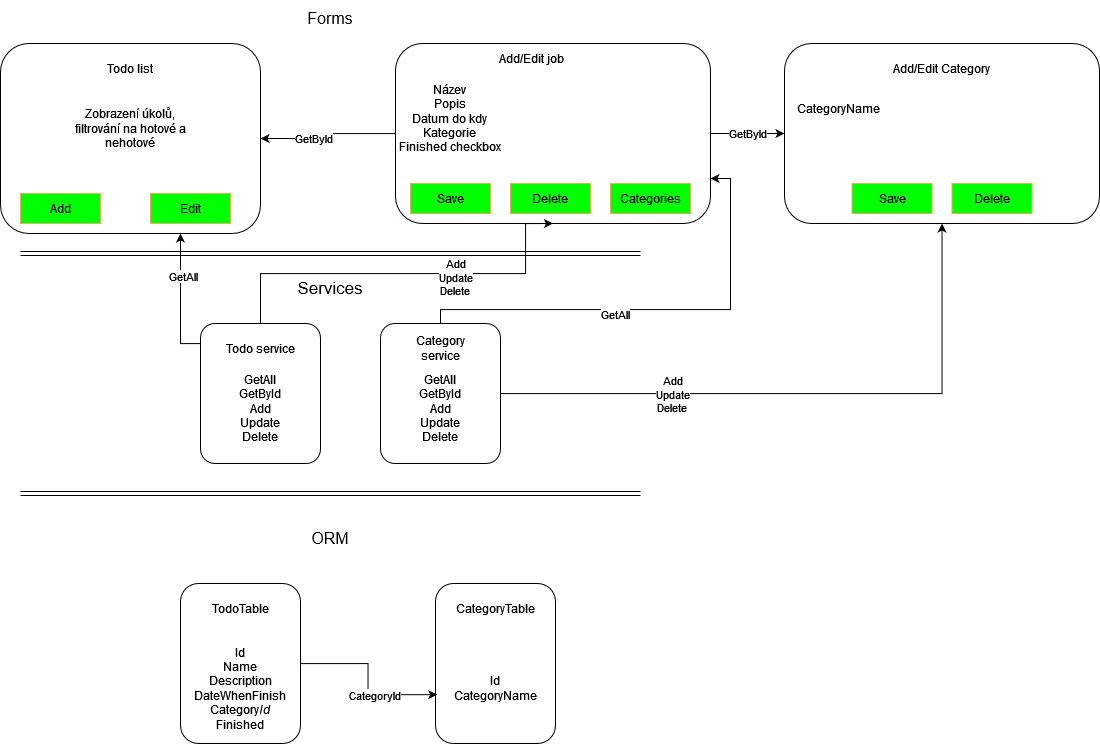 Forms
Todo list
Zobrazení úkolů,
filtrování na hotové a
nehotové
Add
Edit
GetById
Add/Edit job
Název
Popis
Datum do kdy
Kategorie
Finished checkbox
Save
Delete
Categories
GetById
Add/Edit Category
CategoryName
Save
Delete
GetAll
Add
Update
Delete
Services
GetAll
Todo service
GetAll
GetById
Add
Update
Delete
Category
service
GetAll
GetById
Add
Update
Delete
Add
Update
Delete
ORM
TodoTable
Id
Name
Description
DateWhenFinish
CategoryId
Finished
CategoryId
CategoryTable
Id
CategoryName